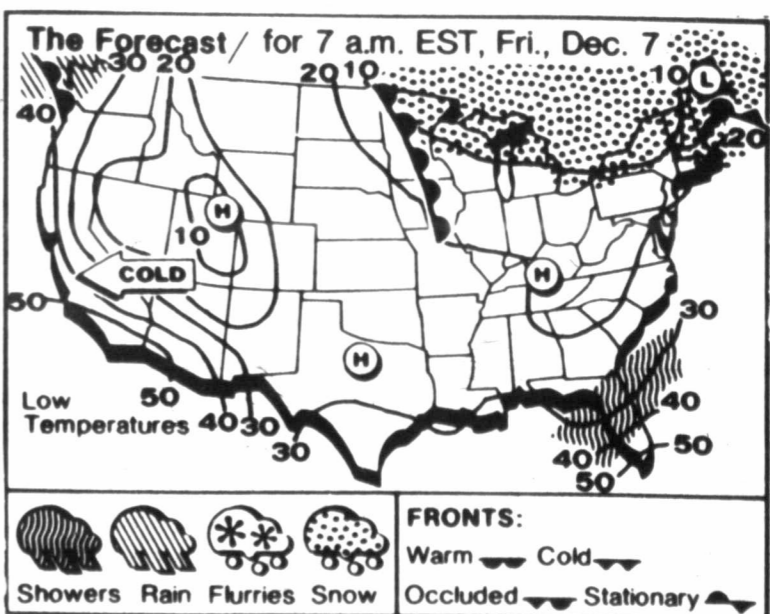 The Forecast / for 7 a.m. EST, Fri., Dec. 7
30 20
20 10
10 L
40
20
H
10
COLD
H
50
30
H
Low
Temperatures
50
40 30
30
40
50
40
50
Showers Rain Flurries Snow
FRONTS:
Warm Cold
Occluded Stationary